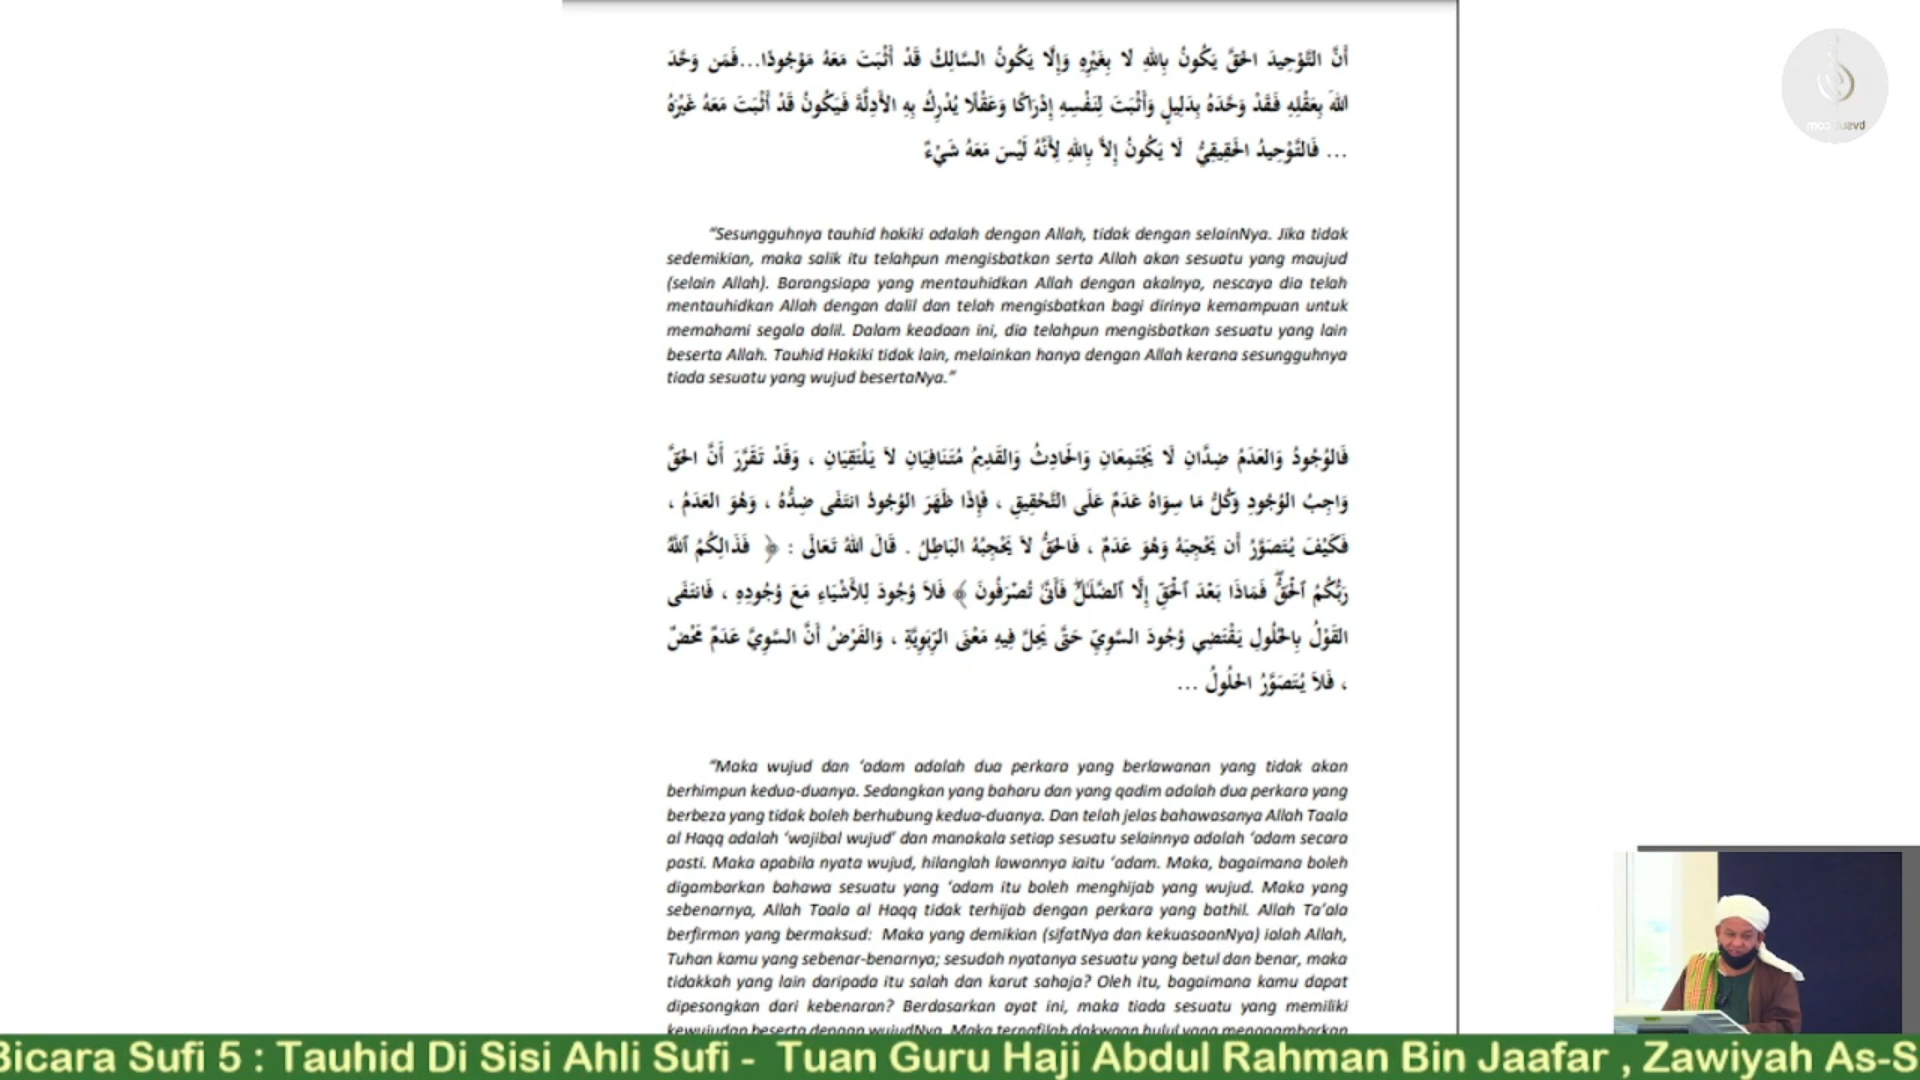 أَنَّ التَّوْحِيدَ الحَقَّ يَكُونُ بِاللهِ لَا بِغَيْرِهِ وَإِلَّا يَكُونُ السَّالِكُ قَدْ أَثْبَتَ مَعَهُ مَوْجُودًا...فَمَن وَحَّدَ
اللهَ بِعَقْلِهِ فَقَدْ وَحَّدَهُ بِدَلِيلٍ وَأَثْبَتَ لِنَفْسِهِ إِدْرَاكًا وَعَقْلًا يُدْرِكُ بِهِ الأَدِلَّةَ فَيَكُونُ قَدْ أَثْبَتَ مَعَهُ غَيْرَهُ
... فَالتَّوْحِيدُ الحَقِيقِيُّ لَا يَكُونُ إِلاَّ بِاللهِ لِأَنَّهُ لَيْسَ مَعَهُ شَيْءٌ
“Sesungguhnya tauhid hakiki adalah dengan Allah, tidak dengan selainNya. Jika tidak
sedemikian, maka salik itu telahpun mengisbatkan serta Allah akan sesuatu yang maujud
(selain Allah). Barangsiapa yang mentauhidkan Allah dengan akalnya, nescaya dia telah
mentauhidkan Allah dengan dalil dan telah mengisbatkan bagi dirinya kemampuan untuk
memahami segala dalil. Dalam keadaan ini, dia telahpun mengisbatkan sesuatu yang lain
beserta Allah. Tauhid Hakiki tidak lain, melainkan hanya dengan Allah kerana sesungguhnya
tiada sesuatu yang wujud besertaNya.”
فَالوُجُودُ وَالعَدَمُ ضِدَّانِ لَا يَجْتَمِعَانِ وَالحَادِثُ وَالقَدِيمُ مُتَنَافِيَانِ لاَ يَلْتَقِيَانِ ، وَقَدْ تَقَرَّرَ أَنَّ الحَقَّ
وَاجِبُ الوُجُودِ وَكُلُّ مَا سِوَاهُ عَدَمٌ عَلَى التَّحْقِيقِ ، فَإِذَا ظَهَرَ الوُجُودُ انتَفَى ضِدُّهُ ، وَهُوَ العَدَمُ ،
فَكَيْفَ يُتَصَوَّرُ أَن يَحْجِبَهُ وَهُوَ عَدَمٌ ، فَالحَقُّ لاَ يَحْجِبُهُ البَاطِلُ . قَالَ اللهُ تَعَالَى : ﴿ فَذَالِكُمُ ٱللَّهُ
رَبُّكُمُ ٱلْحَقُّ ۖ فَمَاذَا بَعْدَ ٱلْحَقِّ إِلَّا ٱلضَّلَـٰلُ ۖ فَأَنَّىٰ تُصْرَفُونَ ﴾ فَلاَ وُجُودَ لِلأَشْيَاءِ مَعَ وُجُودِهِ ، فَانتَفَى
القَوْلُ بِالحُلُولِ يَقْتَضِي وُجُودَ السَّوِيِّ حَتَّى يَحِلَّ فِيهِ مَعْنَى الرُّبَوِيَّةِ ، وَالفَرْضُ أَنَّ السَّوِيَّ عَدَمٌ مَحْضٌ
، فَلاَ يُتَصَوَّرُ الحُلُولُ ...
“Maka wujud dan ‘adam adalah dua perkara yang berlawanan yang tidak akan
berhimpun kedua-duanya. Sedangkan yang baharu dan yang qadim adalah dua perkara yang
berbeza yang tidak boleh berhubung kedua-duanya. Dan telah jelas bahawasanya Allah Taala
al Haqq adalah ‘wajibal wujud’ dan manakala setiap sesuatu selainnya adalah ‘adam secara
pasti. Maka apabila nyata wujud, hilanglah lawannya iaitu ‘adam. Maka, bagaimana boleh
digambarkan bahawa sesuatu yang ‘adam itu boleh menghijab yang wujud. Maka yang
sebenarnya, Allah Taala al Haqq tidak terhijab dengan perkara yang bathil. Allah Ta’ala
berfirman yang bermaksud: Maka yang demikian (sifatNya dan kekuasaanNya) ialah Allah,
Tuhan kamu yang sebenar-benarnya; sesudah nyatanya sesuatu yang betul dan benar, maka
tidakkah yang lain daripada itu salah dan karut sahaja? Oleh itu, bagaimana kamu dapat
dipesongkan dari kebenaran? Berdasarkan ayat ini, maka tiada sesuatu yang memiliki
kewujudan beserta dengan wujudNya. Maka ternafilah dakwaan hulul yang menggambarkan
Bicara Sufi 5 : Tauhid Di Sisi Ahli Sufi - Tuan Guru Haji Abdul Rahman Bin Jaafar , Zawiyah As-S